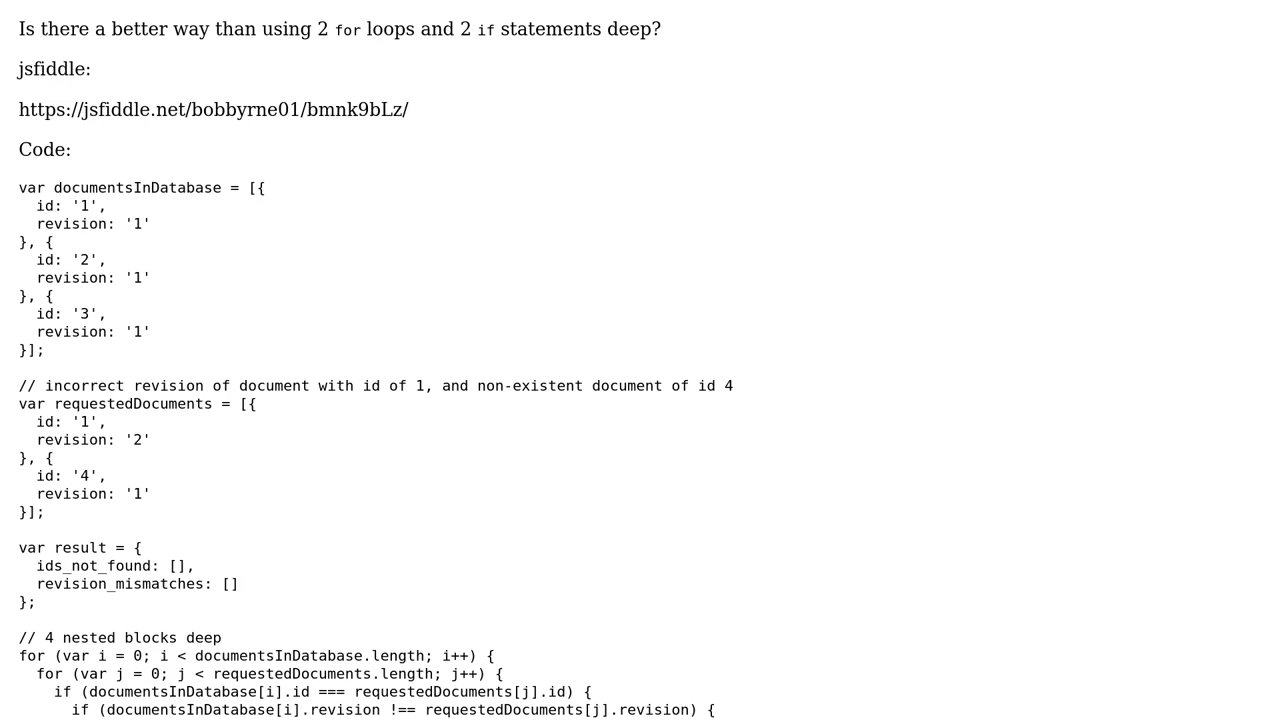 Is there a better way than using 2 for loops and 2 if statements deep?
jsfiddle:
https://jsfiddle.net/bobbyrne01/bmnk9bLz/
Code:
var documentsInDatabase = [{
  id: '1',
  revision: '1'
}, {
  id: '2',
  revision: '1'
}, {
  id: '3',
  revision: '1'
}];

// incorrect revision of document with id of 1, and non-existent document of id 4
var requestedDocuments = [{
  id: '1',
  revision: '2'
}, {
  id: '4',
  revision: '1'
}];

var result = {
  ids_not_found: [],
  revision_mismatches: []
};

// 4 nested blocks deep
for (var i = 0; i < documentsInDatabase.length; i++) {
  for (var j = 0; j < requestedDocuments.length; j++) {
    if (documentsInDatabase[i].id === requestedDocuments[j].id) {
      if (documentsInDatabase[i].revision !== requestedDocuments[j].revision) {